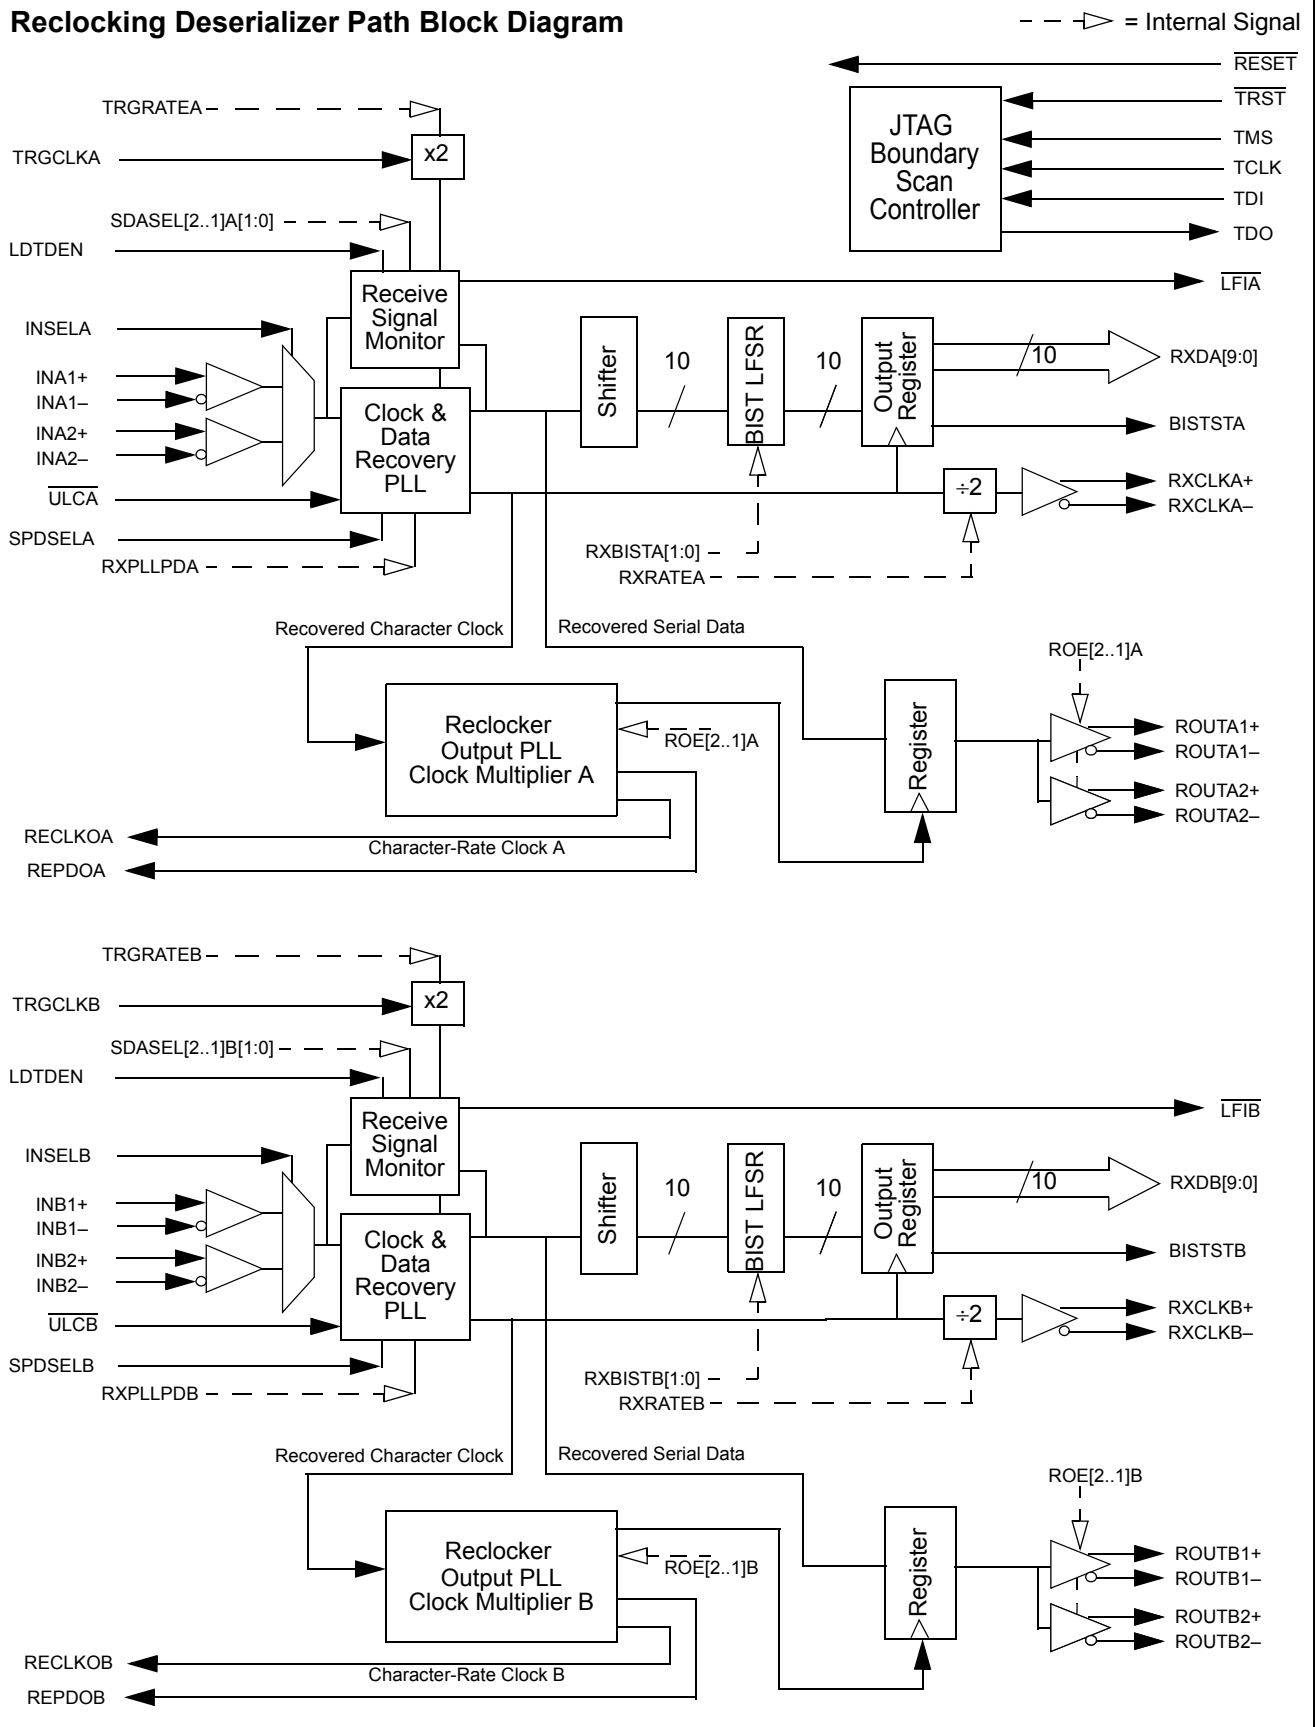 Reclocking Deserializer Path Block Diagram
= Internal Signal
RESET
TRST
TMS
TCLK
TDI
TDO
JTAG
Boundary
Scan
Controller
TRGRATEA
TRGCLKA
x2
SDASEL[2..1]A[1:0]
LDTDEN
LFIA
Receive
Signal
Monitor
INSELA
INA1+
INA1–
INA2+
INA2–
ULCA
SPDSELA
RXPLLPDA
Clock &
Data
Recovery
PLL
Shifter
10
BIST LFSR
10
Output
Register
10
RXDA[9:0]
BISTSTA
÷2
RXCLKA+
RXCLKA–
RXBISTA[1:0]
RXRATEA
Recovered Character Clock
Recovered Serial Data
Reclocker
Output PLL
Clock Multiplier A
ROE[2..1]A
Register
ROE[2..1]A
ROUTA1+
ROUTA1–
ROUTA2+
ROUTA2–
RECLKOA
Character-Rate Clock A
REPDOA
TRGRATEB
TRGCLKB
x2
SDASEL[2..1]B[1:0]
LDTDEN
LFIB
Receive
Signal
Monitor
INSELB
INB1+
INB1–
INB2+
INB2–
ULCB
SPDSELB
RXPLLPDB
Clock &
Data
Recovery
PLL
Shifter
10
BIST LFSR
10
Output
Register
10
RXDB[9:0]
BISTSTB
÷2
RXCLKB+
RXCLKB–
RXBISTB[1:0]
RXRATEB
Recovered Character Clock
Recovered Serial Data
Reclocker
Output PLL
Clock Multiplier B
ROE[2..1]B
Register
ROE[2..1]B
ROUTB1+
ROUTB1–
ROUTB2+
ROUTB2–
RECLKOB
Character-Rate Clock B
REPDOB